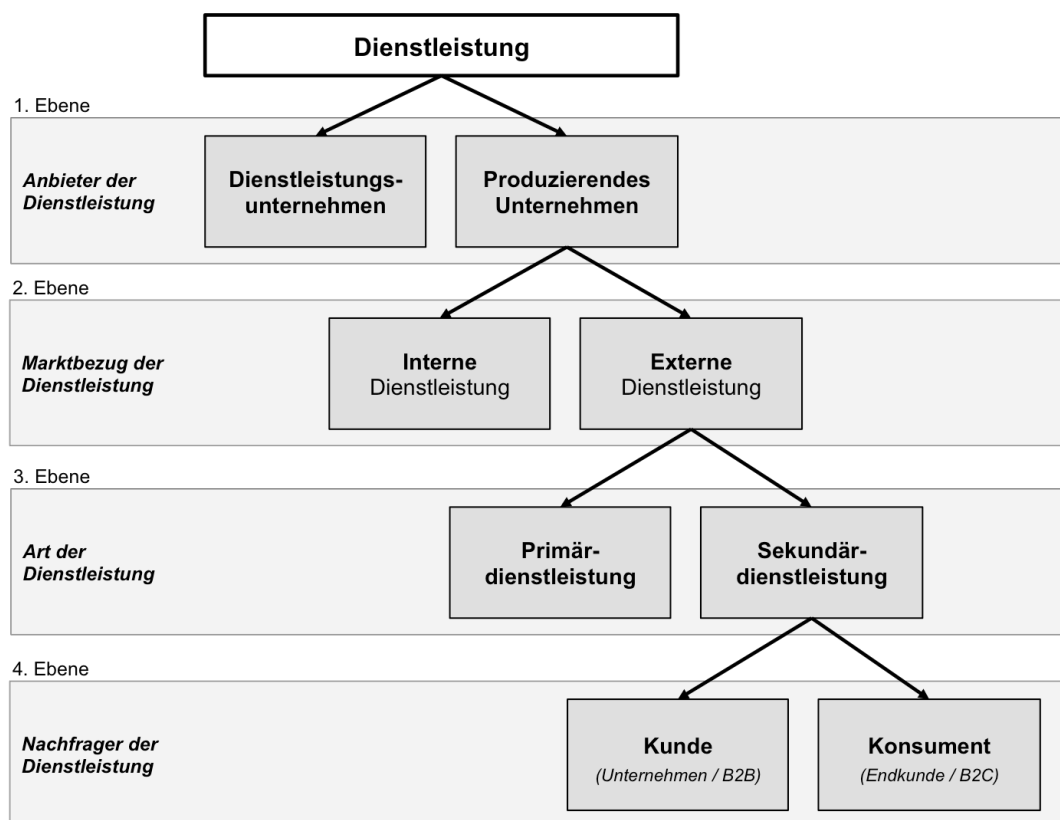 Dienstleistung
1. Ebene
Anbieter der
Dienstleistung
Dienstleistungs-
unternehmen
Produzierendes
Unternehmen
2. Ebene
Marktbezug der
Dienstleistung
Interne
Dienstleistung
Externe
Dienstleistung
3. Ebene
Art der
Dienstleistung
Primär-
dienstleistung
Sekundär-
dienstleistung
4. Ebene
Nachfrager der
Dienstleistung
Kunde
(Unternehmen / B2B)
Konsument
(Endkunde / B2C)